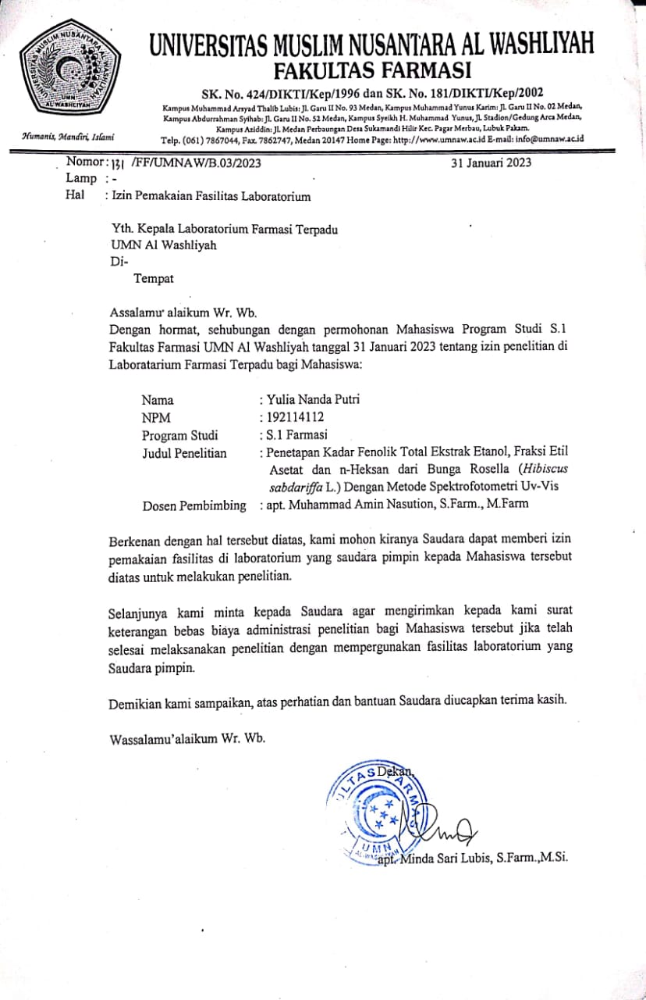 UNIVERSITAS MUSLIM NUSANTARA AL WASHLIYAH
UMN
AL WASHLIYAH
Humanis, Mandiri, Islami
UNIVERSITAS MUSLIM NUSANTARA AL WASHLIYAH
FAKULTAS FARMASI
SK. No. 424/DIKTI/Kep/1996 dan SK. No. 181/DIKTI/Kep/2002
Kampus Muhammad Arsyad Thalib Lubis: Jl. Garu II No. 93 Medan, Kampus Muhammad Yunus Karim: Jl. Garu II No. 02 Medan,
Kampus Abdurrahman Syihab: Jl. Garu II No. 52 Medan, Kampus Syeikh H. Muhammad Yunus, JL Stadion/Gedung Arca Medan,
Kampus Aziddin: Jl. Medan Perbaungan Desa Sukamandi Hilir Kec. Pagar Merbau, Lubuk Pakam.
Telp. (061) 7867044, Fax. 7862747, Medan 20147 Home Page: http://www.umnaw.ac.id E-mail: info@umnaw.ac.id
Nomor : 131 /FF/UMNAW/B.03/2023 31 Januari 2023
Lamp : -
Hal : Izin Pemakaian Fasilitas Laboratorium
Yth. Kepala Laboratorium Farmasi Terpadu
UMN Al Washliyah
Di-
Tempat
Assalamu' alaikum Wr. Wb.
Dengan hormat, sehubungan dengan permohonan Mahasiswa Program Studi S.1
Fakultas Farmasi UMN Al Washliyah tanggal 31 Januari 2023 tentang izin penelitian di
Laboratarium Farmasi Terpadu bagi Mahasiswa:
Nama : Yulia Nanda Putri
NPM : 192114112
Program Studi : S.1 Farmasi
Judul Penelitian : Penetapan Kadar Fenolik Total Ekstrak Etanol, Fraksi Etil
Asetat dan n-Heksan dari Bunga Rosella (Hibiscus
sabdariffa L.) Dengan Metode Spektrofotometri Uv-Vis
Dosen Pembimbing : apt. Muhammad Amin Nasution, S.Farm., M.Farm
Berkenan dengan hal tersebut diatas, kami mohon kiranya Saudara dapat memberi izin
pemakaian fasilitas di laboratorium yang saudara pimpin kepada Mahasiswa tersebut
diatas untuk melakukan penelitian.
Selanjunya kami minta kepada Saudara agar mengirimkan kepada kami surat
keterangan bebas biaya administrasi penelitian bagi Mahasiswa tersebut jika telah
selesai melaksanakan penelitian dengan mempergunakan fasilitas laboratorium yang
Saudara pimpin.
Demikian kami sampaikan, atas perhatian dan bantuan Saudara diucapkan terima kasih.
Wassalamu'alaikum Wr. Wb.
Dekan,
ULTAS FARMASI
UMN
AL-WASHLIYAH
apt. Minda Sari Lubis, S.Farm.,M.Si.